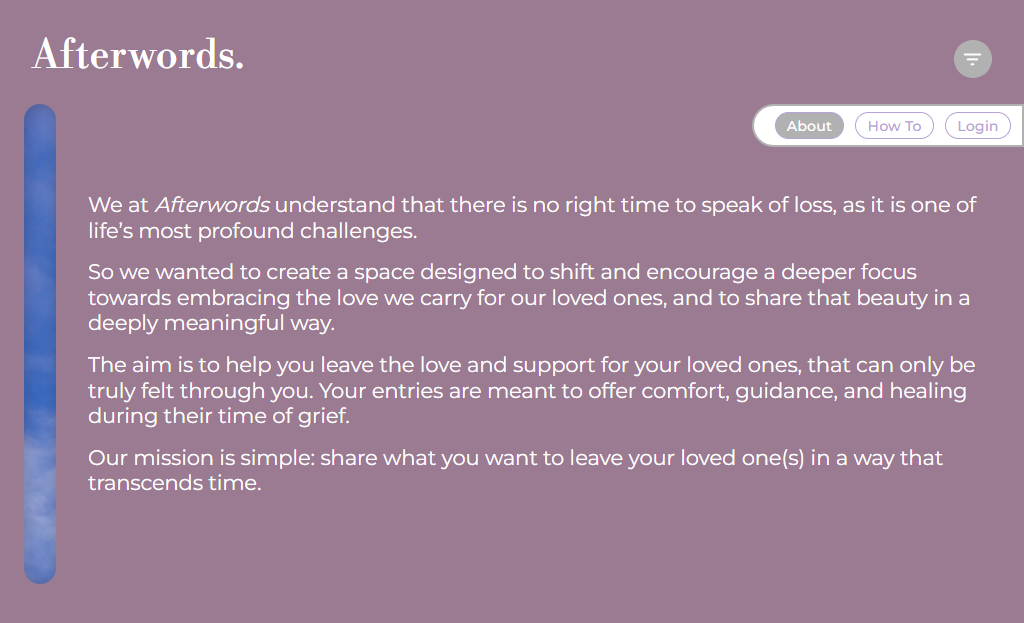 Afterwords.
About
How To
Login
We at Afterwords understand that there is no right time to speak of loss, as it is one of
life’s most profound challenges.
So we wanted to create a space designed to shift and encourage a deeper focus
towards embracing the love we carry for our loved ones, and to share that beauty in a
deeply meaningful way.
The aim is to help you leave the love and support for your loved ones, that can only be
truly felt through you. Your entries are meant to offer comfort, guidance, and healing
during their time of grief.
Our mission is simple: share what you want to leave your loved one(s) in a way that
transcends time.